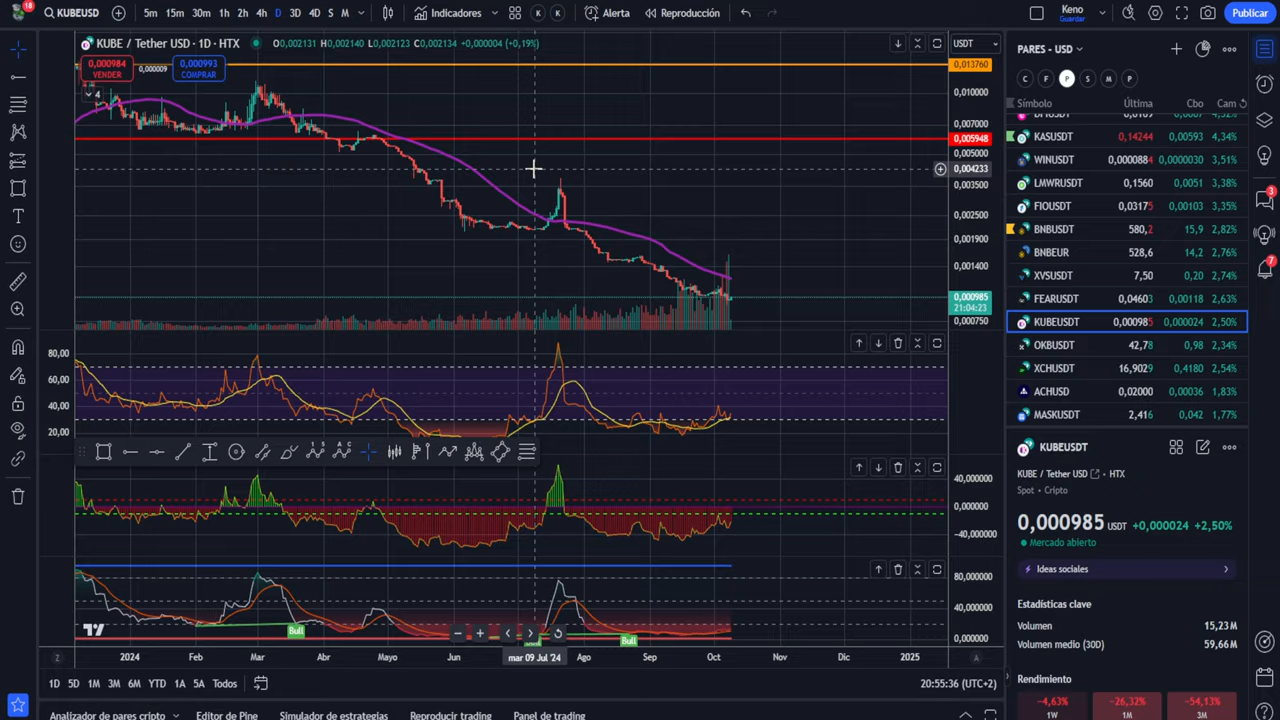 18
KUBEUSD
5m 15m 30m 1h 2h 4h D 3D 4D S M
Indicadores
K K
Alerta
Reproducción
Keno
Guardar
Publicar
KUBE / Tether USD · 1D · HTX
O0,002131 H0,002140 L0,002123 C0,002134 +0,000004 (+0,19%)
0,000984
VENDER
0,000009
0,000993
COMPRAR
4
USDT
0,013760
0,010000
0,007000
0,005948
0,005000
0,004233
0,003500
0,002500
0,001900
0,001400
0,000985
21:04:23
0,000750
80,00
60,00
40,00
20,00
1 5
A C
40,000000
0,000000
−40,000000
80,000000
40,000000
0,000000
Bull
Bull
Z
2024 Feb Mar Abr Mayo Jun
mar 09 Jul '24
Ago Sep Oct Nov Dic 2025
A
1D 5D 1M 3M 6M YTD 1A 5A Todos
20:55:36 (UTC+2)
Analizador de pares cripto
Editor de Pine
Simulador de estrategias
Reproducir trading
Panel de trading
PARES - USD
C F P S M P
Símbolo Última Cbo Cam
KASUSDT 0,14244 0,00593 4,34%
WINUSDT 0,0000884 0,0000030 3,51%
LMWRUSDT 0,1560 0,0051 3,38%
FIOUSDT 0,03175 0,00103 3,35%
BNBUSDT 580,2 15,9 2,82%
BNBEUR 528,6 14,2 2,76%
XVSUSDT 7,50 0,20 2,74%
FEARUSDT 0,04603 0,00118 2,63%
KUBEUSDT 0,000985 0,000024 2,50%
OKBUSDT 42,78 0,98 2,34%
XCHUSDT 16,9029 0,4180 2,54%
ACHUSD 0,02000 0,00036 1,83%
MASKUSDT 2,416 0,042 1,77%
KUBEUSDT
KUBE / Tether USD · HTX
Spot • Cripto
0,000985 USDT +0,000024 +2,50%
Mercado abierto
Ideas sociales
Estadísticas clave
Volumen 15,23 M
Volumen medio (30D) 59,66 M
Rendimiento
−4,63%
1W
−26,32%
1M
−54,13%
3M
3
7